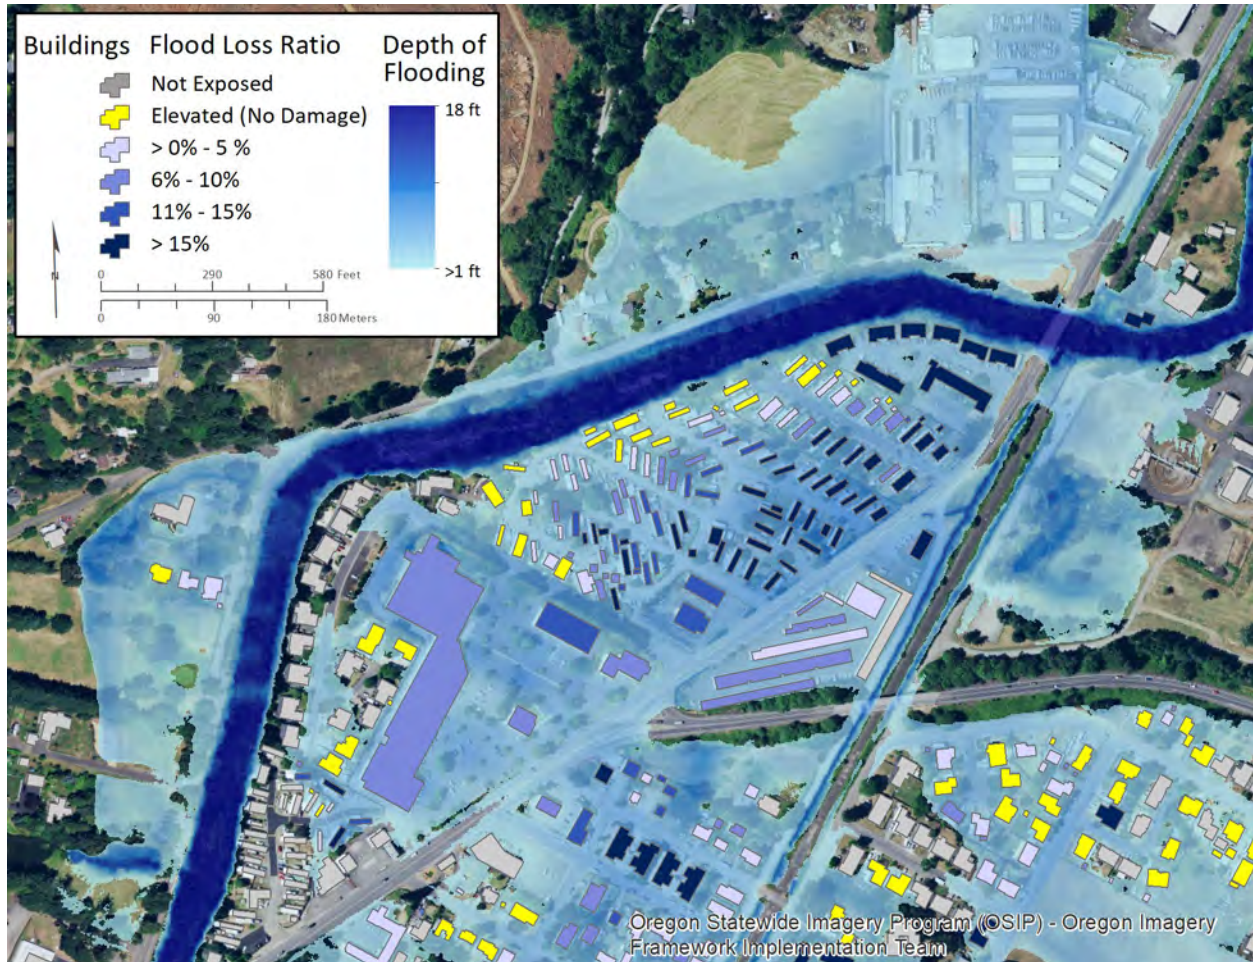 Buildings
Flood Loss Ratio
Not Exposed
Elevated (No Damage)
> 0% - 5 %
6% - 10%
11% - 15%
> 15%
Depth of
Flooding
18 ft
>1 ft
N
0 290 580 Feet
0 90 180 Meters
Oregon Statewide Imagery Program (OSIP) - Oregon Imagery
Framework Implementation Team